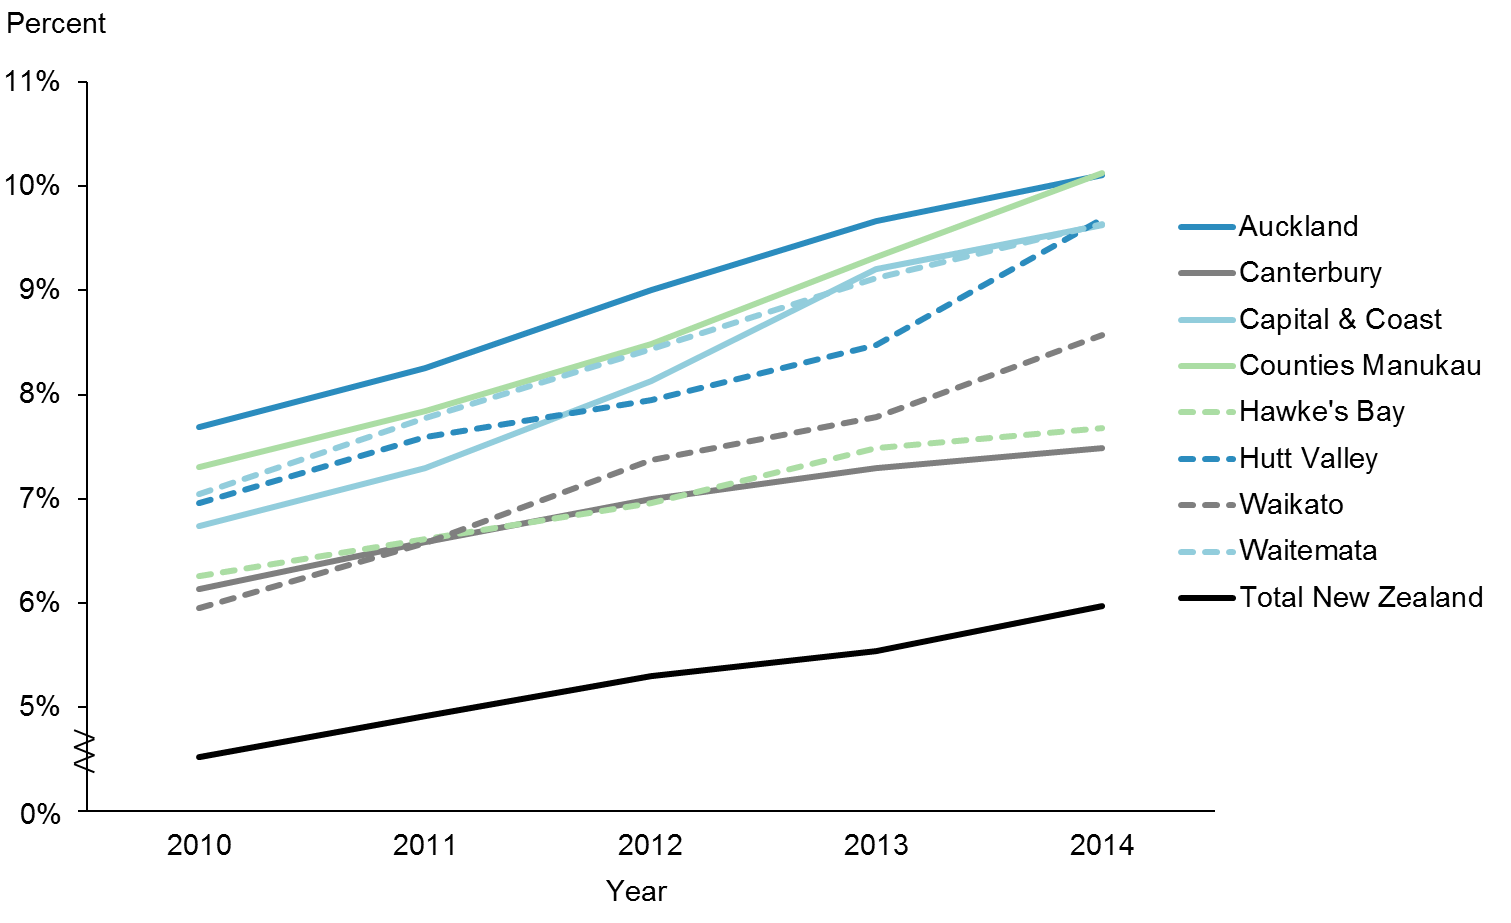 Percent
11%
10%
9%
8%
7%
6%
5%
0%
2010 2011 2012 2013 2014
Year
Auckland
Canterbury
Capital & Coast
Counties Manukau
Hawke's Bay
Hutt Valley
Waikato
Waitemata
Total New Zealand